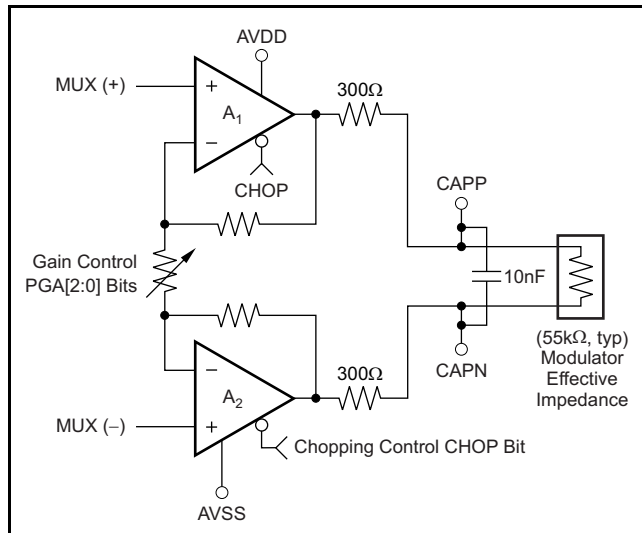 AVDD
MUX (+)
+
A1
−
300Ω
CHOP
CAPP
Gain Control
PGA[2:0] Bits
10nF
(55kΩ, typ)
Modulator
Effective
Impedance
300Ω
CAPN
−
A2
+
MUX (−)
Chopping Control CHOP Bit
AVSS